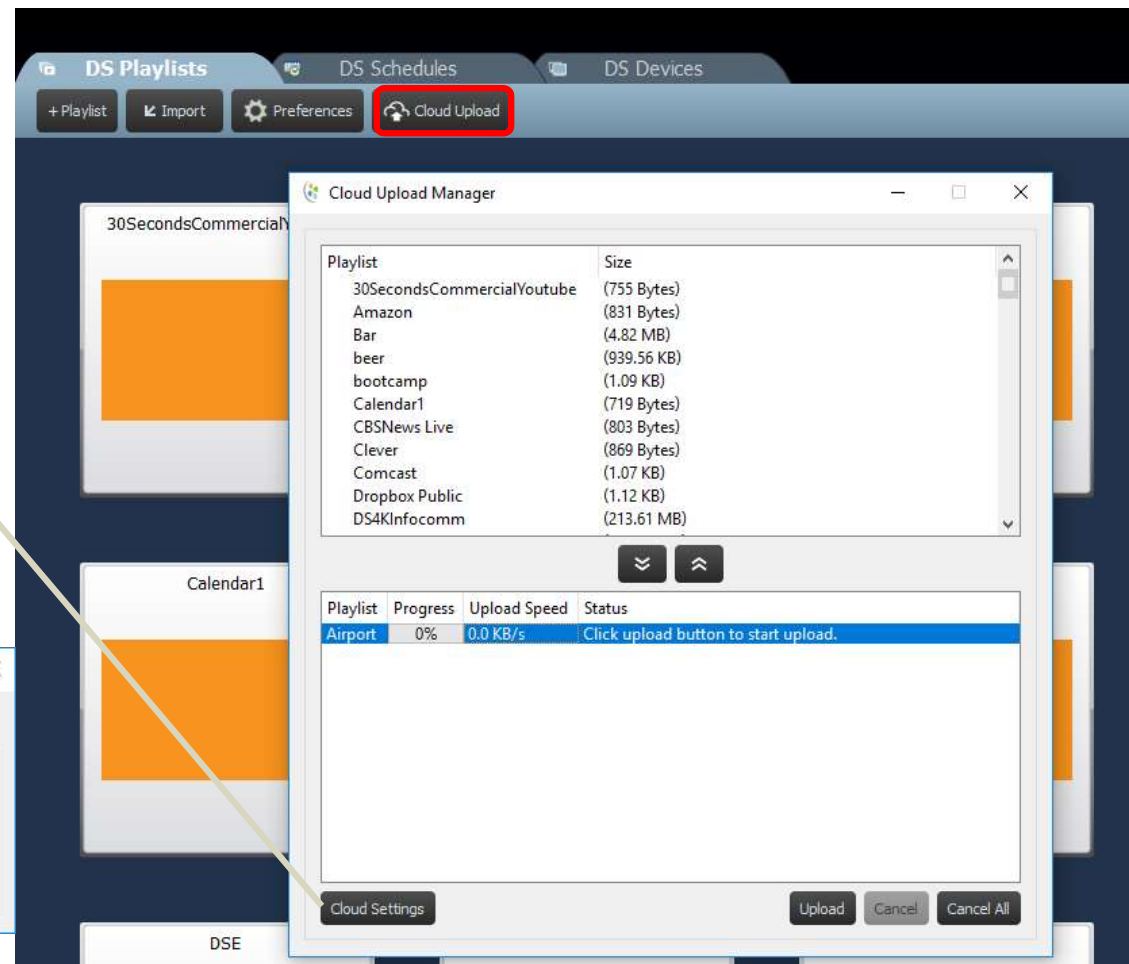 DS Playlists DS Schedules DS Devices
+ Playlist Import Preferences Cloud Upload
Cloud Upload Manager
30SecondsCommercialY
Playlist Size
30SecondsCommercialYoutube (755 Bytes)
Amazon (831 Bytes)
Bar (4.82 MB)
beer (939.56 KB)
bootcamp (1.09 KB)
Calendar1 (719 Bytes)
CBSNews Live (803 Bytes)
Clever (869 Bytes)
Comcast (1.07 KB)
Dropbox Public (1.12 KB)
DS4KInfocomm (213.61 MB)
Calendar1
Playlist Progress Upload Speed Status
Airport 0% 0.0 KB/s Click upload button to start upload.
Cloud Settings Upload Cancel Cancel All
DSE